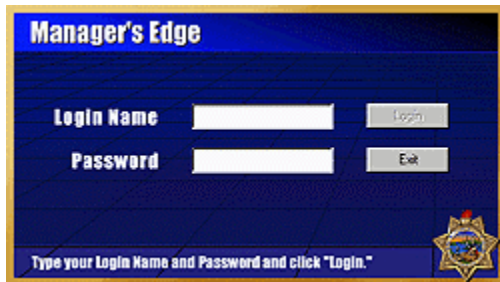 Manager's Edge
Login Name
Login
Password
Exit
Type your Login Name and Password and click "Login."